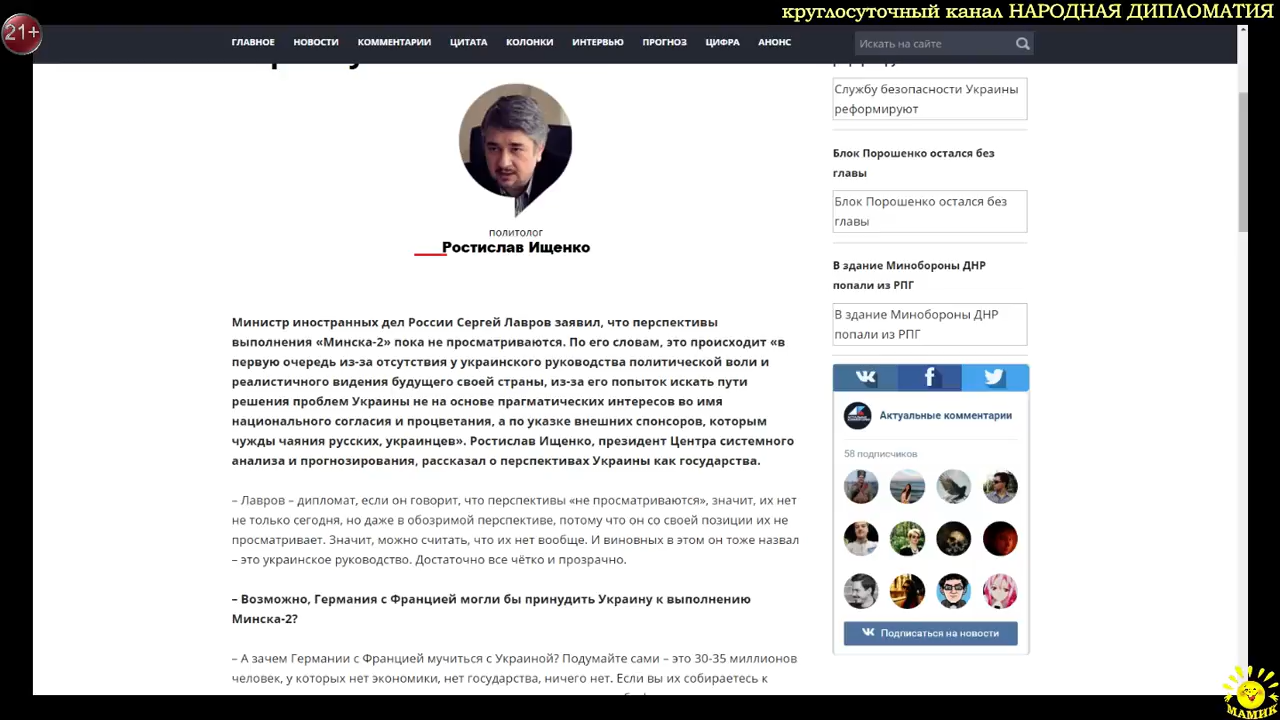 круглосуточный канал НАРОДНАЯ ДИПЛОМАТИЯ
21+
ГЛАВНОЕ НОВОСТИ КОММЕНТАРИИ ЦИТАТА КОЛОНКИ ИНТЕРВЬЮ ПРОГНОЗ ЦИФРА АНОНС
Искать на сайте
политолог
Ростислав Ищенко
Министр иностранных дел России Сергей Лавров заявил, что перспективы
выполнения «Минска-2» пока не просматриваются. По его словам, это происходит «в
первую очередь из-за отсутствия у украинского руководства политической воли и
реалистичного видения будущего своей страны, из-за его попыток искать пути
решения проблем Украины не на основе прагматических интересов во имя
национального согласия и процветания, а по указке внешних спонсоров, которым
чужды чаяния русских, украинцев». Ростислав Ищенко, президент Центра системного
анализа и прогнозирования, рассказал о перспективах Украины как государства.
– Лавров – дипломат, если он говорит, что перспективы «не просматриваются», значит, их нет
не только сегодня, но даже в обозримой перспективе, потому что он со своей позиции их не
просматривает. Значит, можно считать, что их нет вообще. И виновных в этом он тоже назвал
– это украинское руководство. Достаточно все чётко и прозрачно.
– Возможно, Германия с Францией могли бы принудить Украину к выполнению
Минска-2?
– А зачем Германии с Францией мучиться с Украиной? Подумайте сами – это 30-35 миллионов
человек, у которых нет экономики, нет государства, ничего нет. Если вы их собираетесь к
Службу безопасности Украины
реформируют
Блок Порошенко остался без
главы
Блок Порошенко остался без
главы
В здание Минобороны ДНР
попали из РПГ
В здание Минобороны ДНР
попали из РПГ
Актуальные комментарии
58 подписчиков
Подписаться на новости
МАМИК